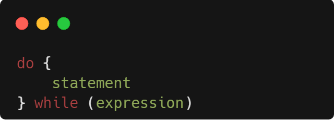 do {
    statement
} while (expression)